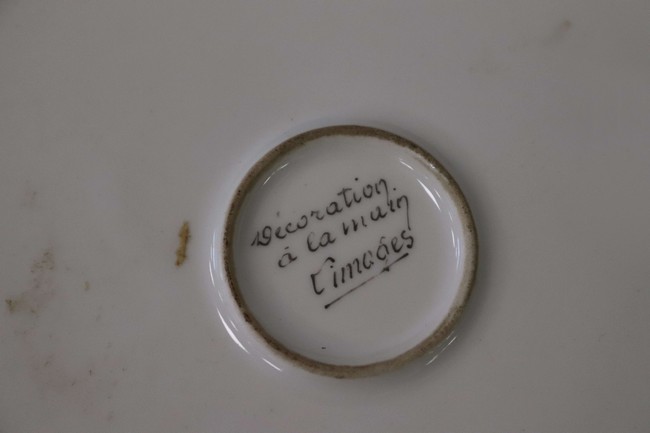 Décoration
à la main
Limoges